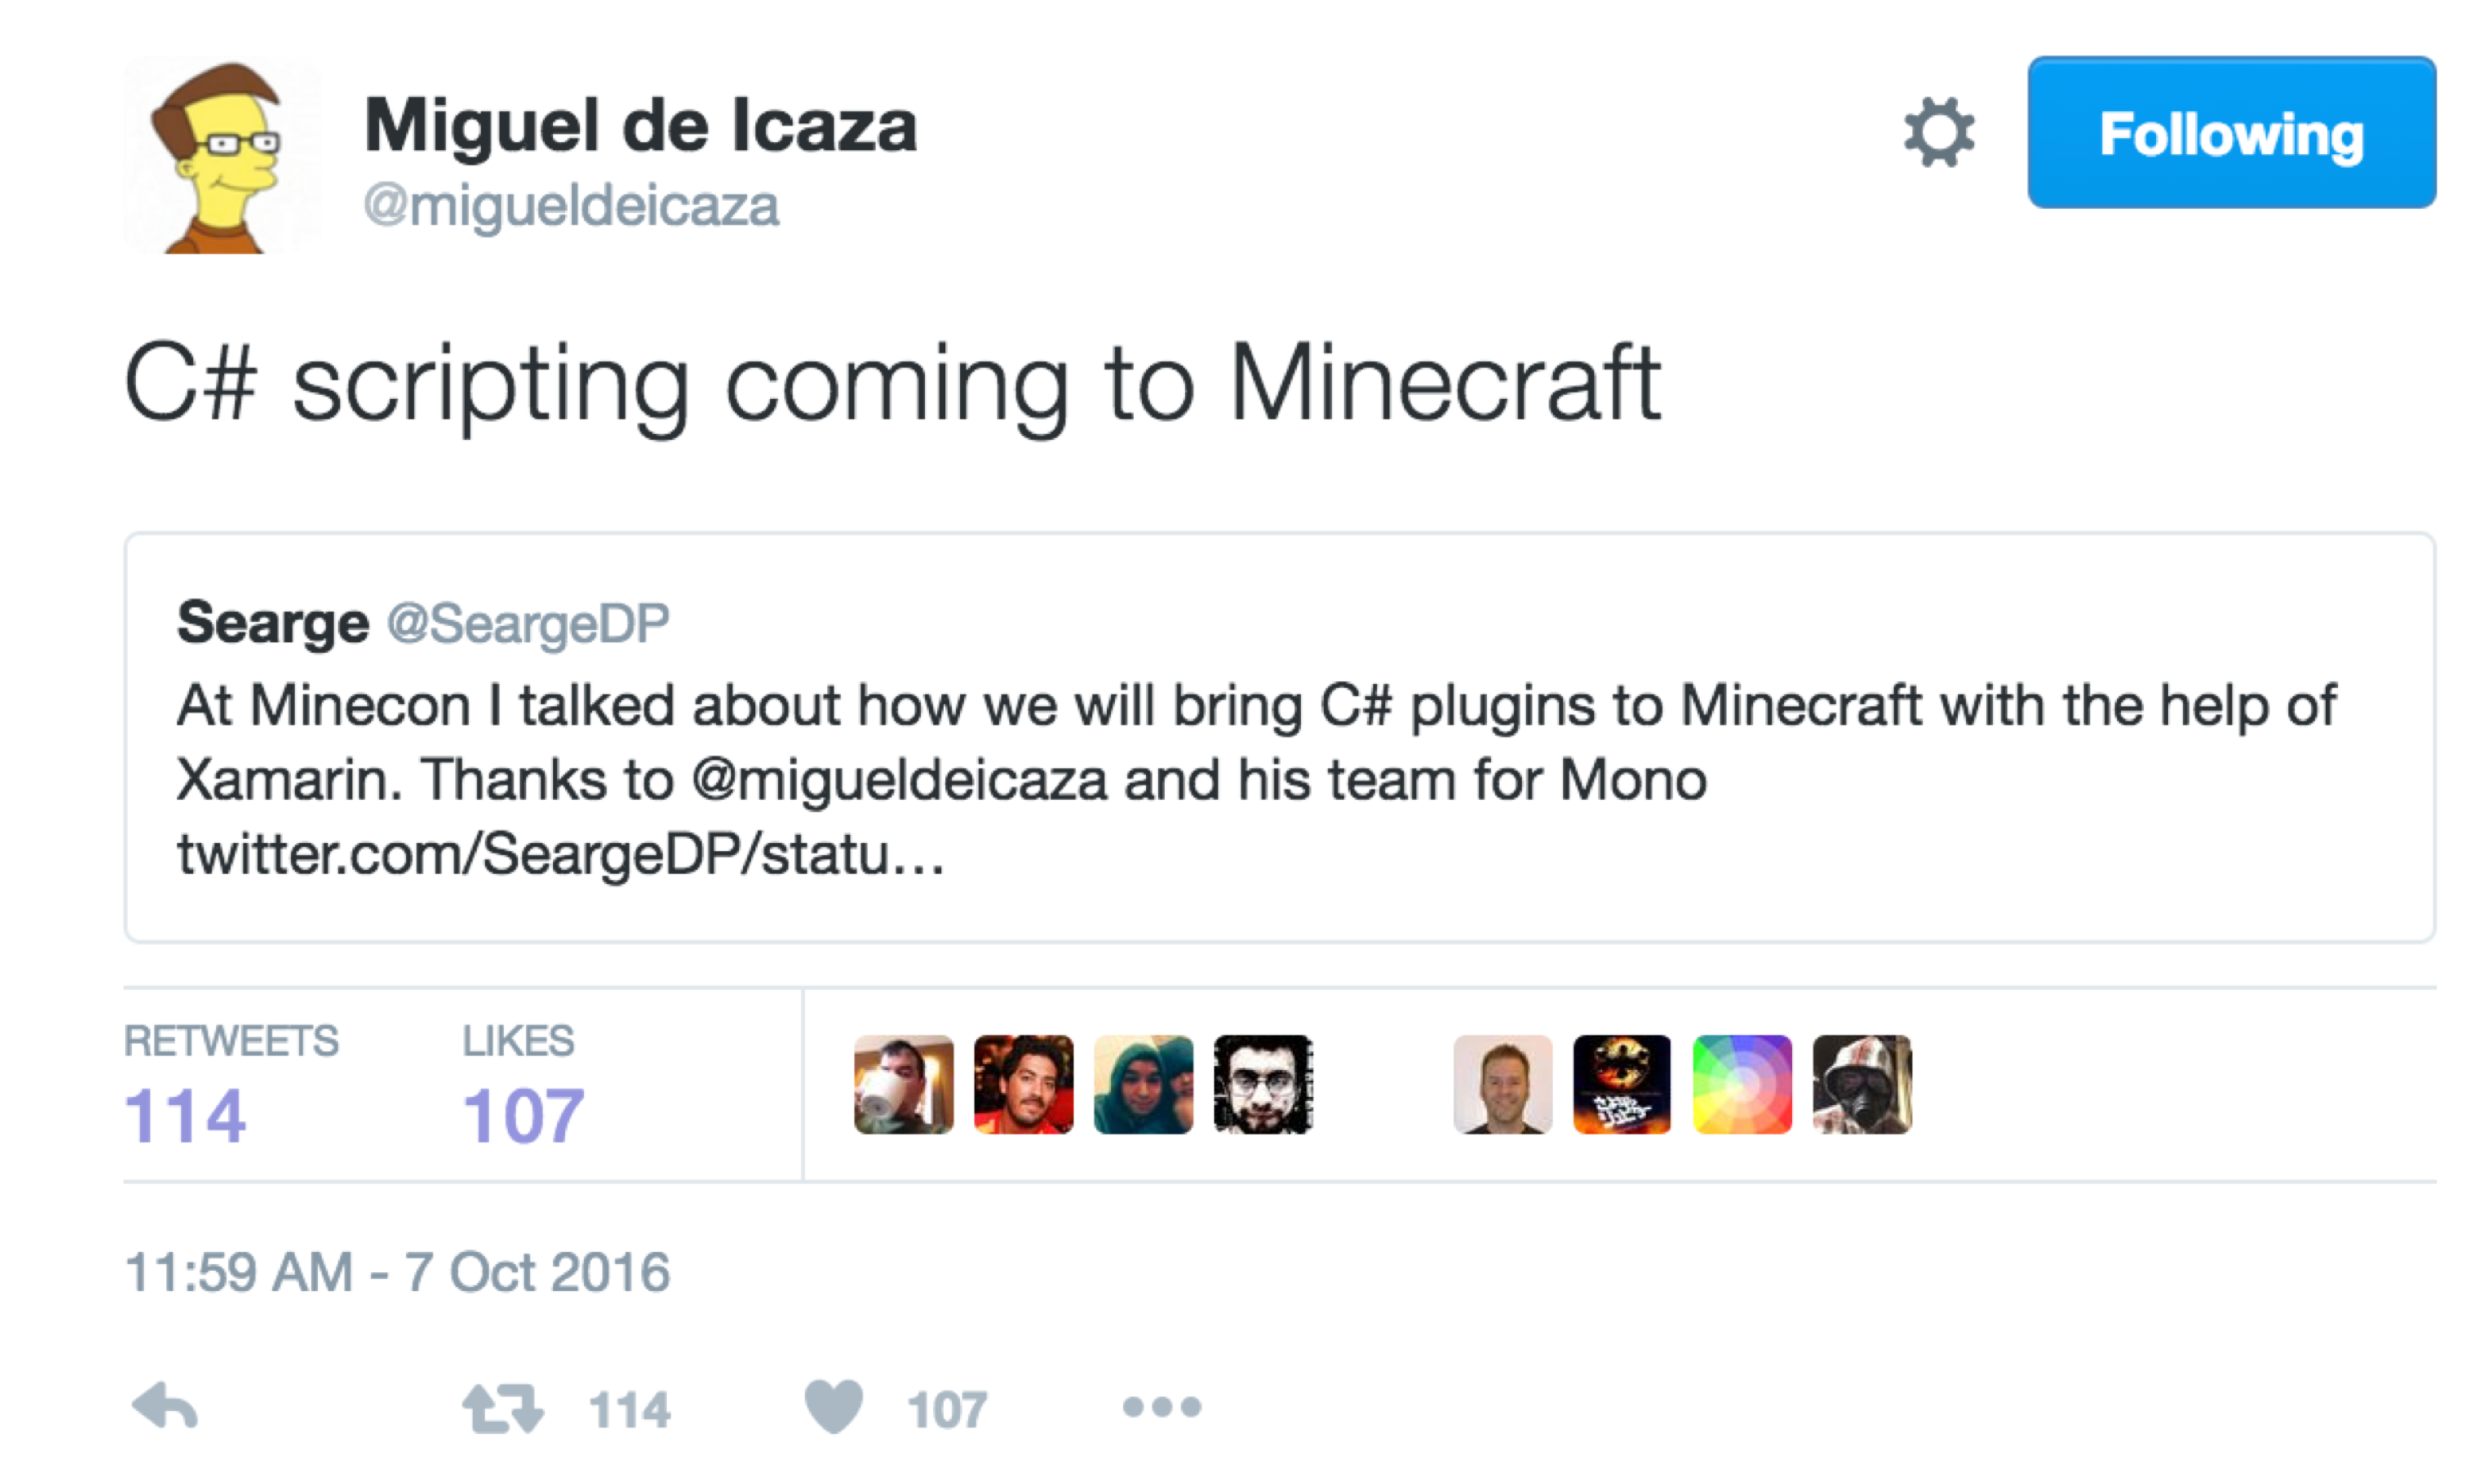 Miguel de Icaza
@migueldeicaza
Following
C# scripting coming to Minecraft
Searge @SeargeDP
At Minecon I talked about how we will bring C# plugins to Minecraft with the help of
Xamarin. Thanks to @migueldeicaza and his team for Mono
twitter.com/SeargeDP/statu...
RETWEETS LIKES
114 107
11:59 AM - 7 Oct 2016
114 107